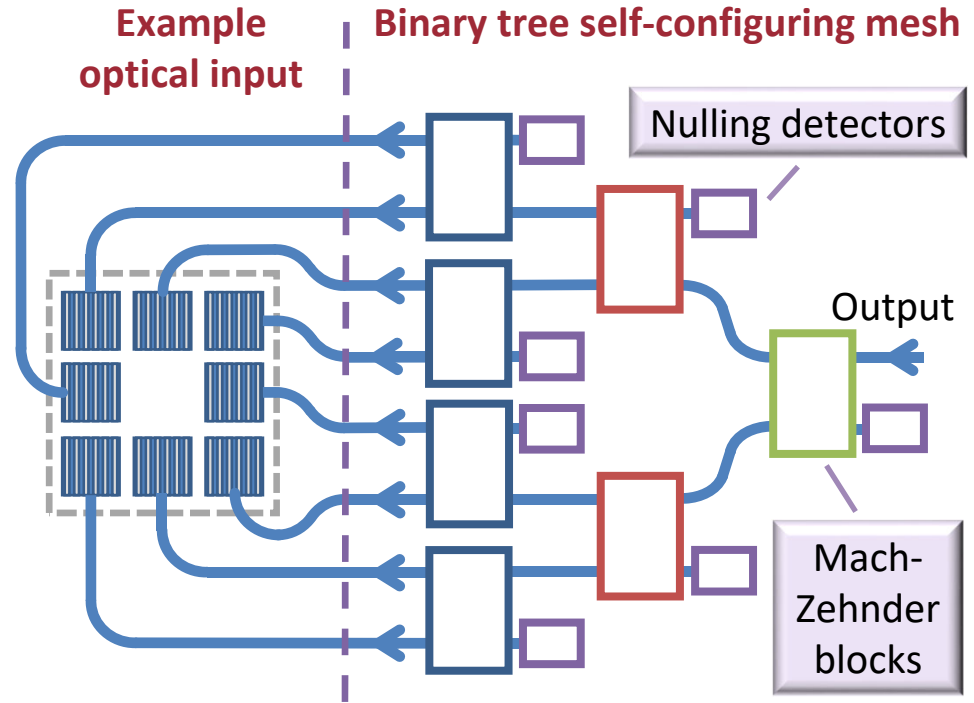 Example
optical input
Binary tree self-configuring mesh
Nulling detectors
Output
Mach-
Zehnder
blocks